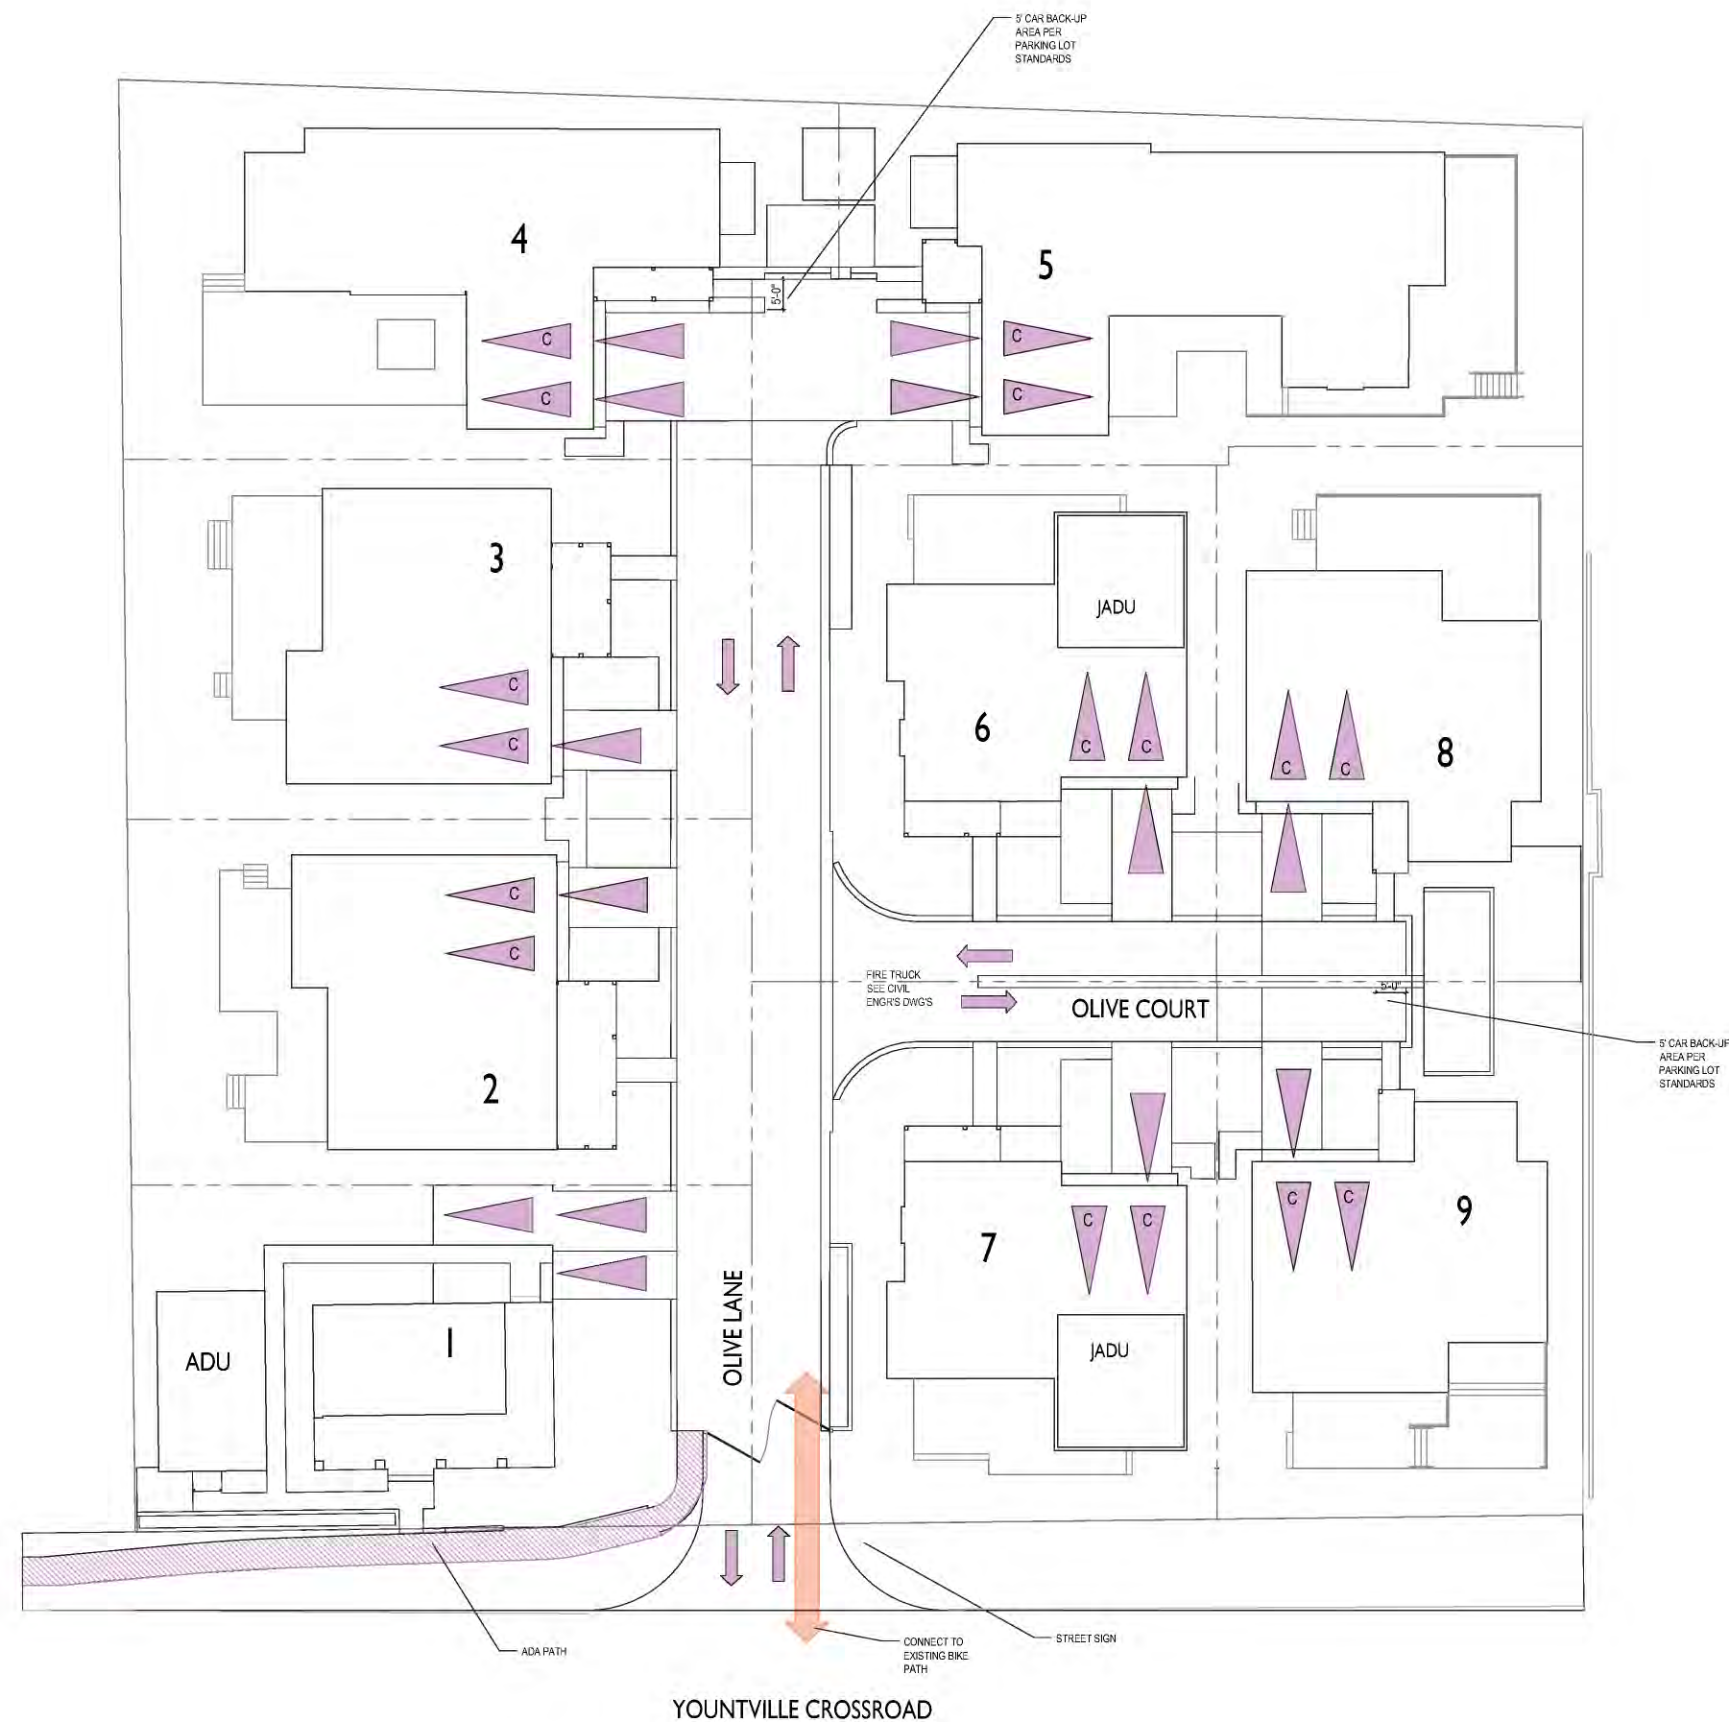 5' CAR BACK-UP
AREA PER
PARKING LOT
STANDARDS
4
5
5'-0"
C
C
C
C
3
JADU
C
C
6
C
C
8
C
C
C
C
FIRE TRUCK
SEE CIVIL
ENGR'S DWG'S
5'-0"
OLIVE COURT
5' CAR BACK-UP
AREA PER
PARKING LOT
STANDARDS
2
C
C
C
C
9
7
OLIVE LANE
1
ADU
JADU
ADA PATH
CONNECT TO
EXISTING BIKE
PATH
STREET SIGN
YOUNTVILLE CROSSROAD